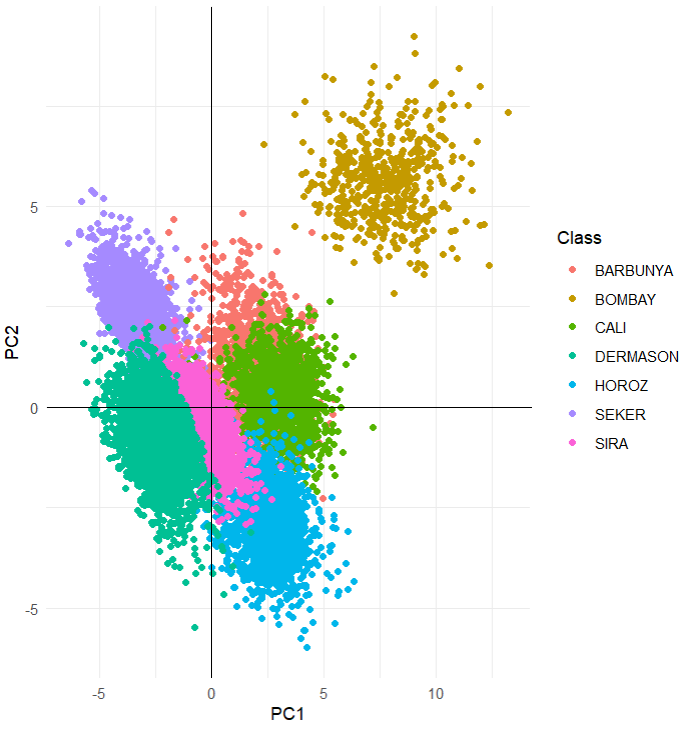 PC2
5
0
-5
-5
0
5
10
PC1
Class
BARBUNYA
BOMBAY
CALI
DERMASON
HOROZ
SEKER
SIRA